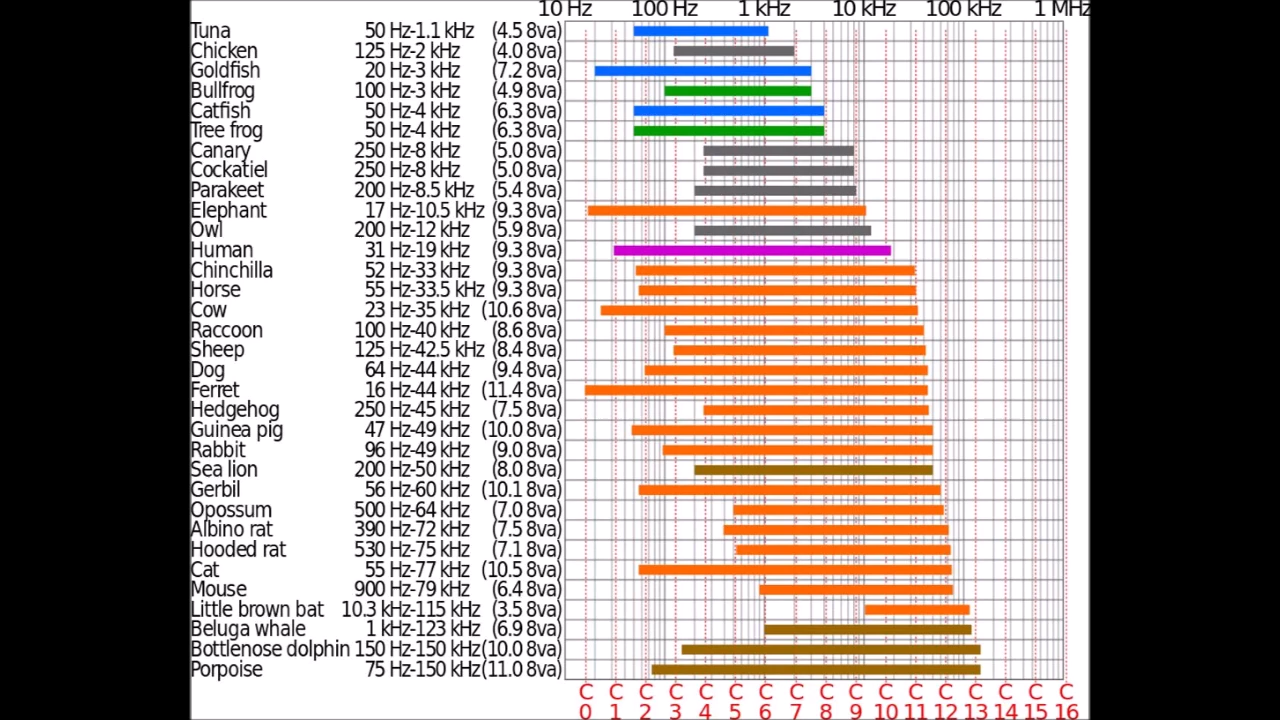 10 Hz 100 Hz 1 kHz 10 kHz 100 kHz 1 MHz
Tuna 50 Hz-1.1 kHz (4.5 8va)
Chicken 125 Hz-2 kHz (4.0 8va)
Goldfish 20 Hz-3 kHz (7.2 8va)
Bullfrog 100 Hz-3 kHz (4.9 8va)
Catfish 50 Hz-4 kHz (6.3 8va)
Tree frog 50 Hz-4 kHz (6.3 8va)
Canary 250 Hz-8 kHz (5.0 8va)
Cockatiel 250 Hz-8 kHz (5.0 8va)
Parakeet 200 Hz-8.5 kHz (5.4 8va)
Elephant 17 Hz-10.5 kHz (9.3 8va)
Owl 200 Hz-12 kHz (5.9 8va)
Human 31 Hz-19 kHz (9.3 8va)
Chinchilla 52 Hz-33 kHz (9.3 8va)
Horse 55 Hz-33.5 kHz (9.3 8va)
Cow 23 Hz-35 kHz (10.6 8va)
Raccoon 100 Hz-40 kHz (8.6 8va)
Sheep 125 Hz-42.5 kHz (8.4 8va)
Dog 64 Hz-44 kHz (9.4 8va)
Ferret 16 Hz-44 kHz (11.4 8va)
Hedgehog 250 Hz-45 kHz (7.5 8va)
Guinea pig 47 Hz-49 kHz (10.0 8va)
Rabbit 96 Hz-49 kHz (9.0 8va)
Sea lion 200 Hz-50 kHz (8.0 8va)
Gerbil 56 Hz-60 kHz (10.1 8va)
Opossum 500 Hz-64 kHz (7.0 8va)
Albino rat 390 Hz-72 kHz (7.5 8va)
Hooded rat 530 Hz-75 kHz (7.1 8va)
Cat 55 Hz-77 kHz (10.5 8va)
Mouse 900 Hz-79 kHz (6.4 8va)
Little brown bat 10.3 kHz-115 kHz (3.5 8va)
Beluga whale 1 kHz-123 kHz (6.9 8va)
Bottlenose dolphin 150 Hz-150 kHz (10.0 8va)
Porpoise 75 Hz-150 kHz (11.0 8va)
C C C C C C C C C C C C C C C C C
0 1 2 3 4 5 6 7 8 9 10 11 12 13 14 15 16